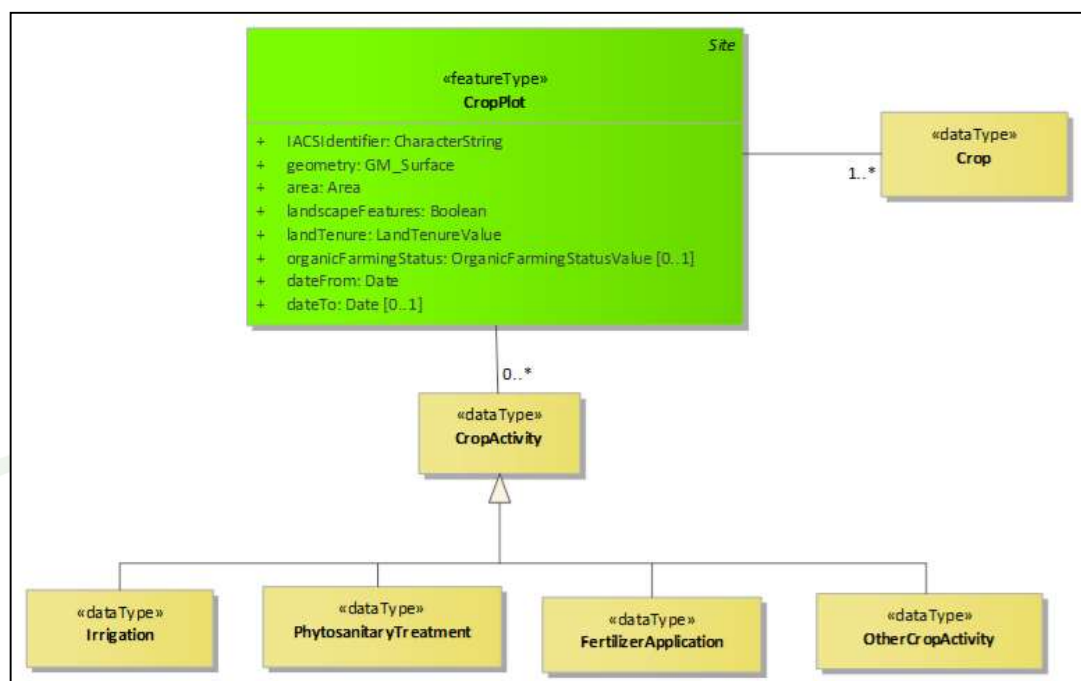 Site
«featureType»
CropPlot
+ IACSIdentifier: CharacterString
+ geometry: GM_Surface
+ area: Area
+ landscapeFeatures: Boolean
+ landTenure: LandTenureValue
+ organicFarmingStatus: OrganicFarmingStatusValue [0..1]
+ dateFrom: Date
+ dateTo: Date [0..1]
1..*
«dataType»
Crop
0..*
«dataType»
CropActivity
«dataType»
Irrigation
«dataType»
PhytosanitaryTreatment
«dataType»
FertilizerApplication
«dataType»
OtherCropActivity